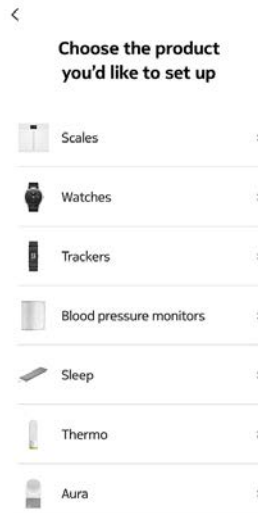 Choose the product
you'd like to set up
Scales
Watches
Trackers
Blood pressure monitors
Sleep
Thermo
Aura